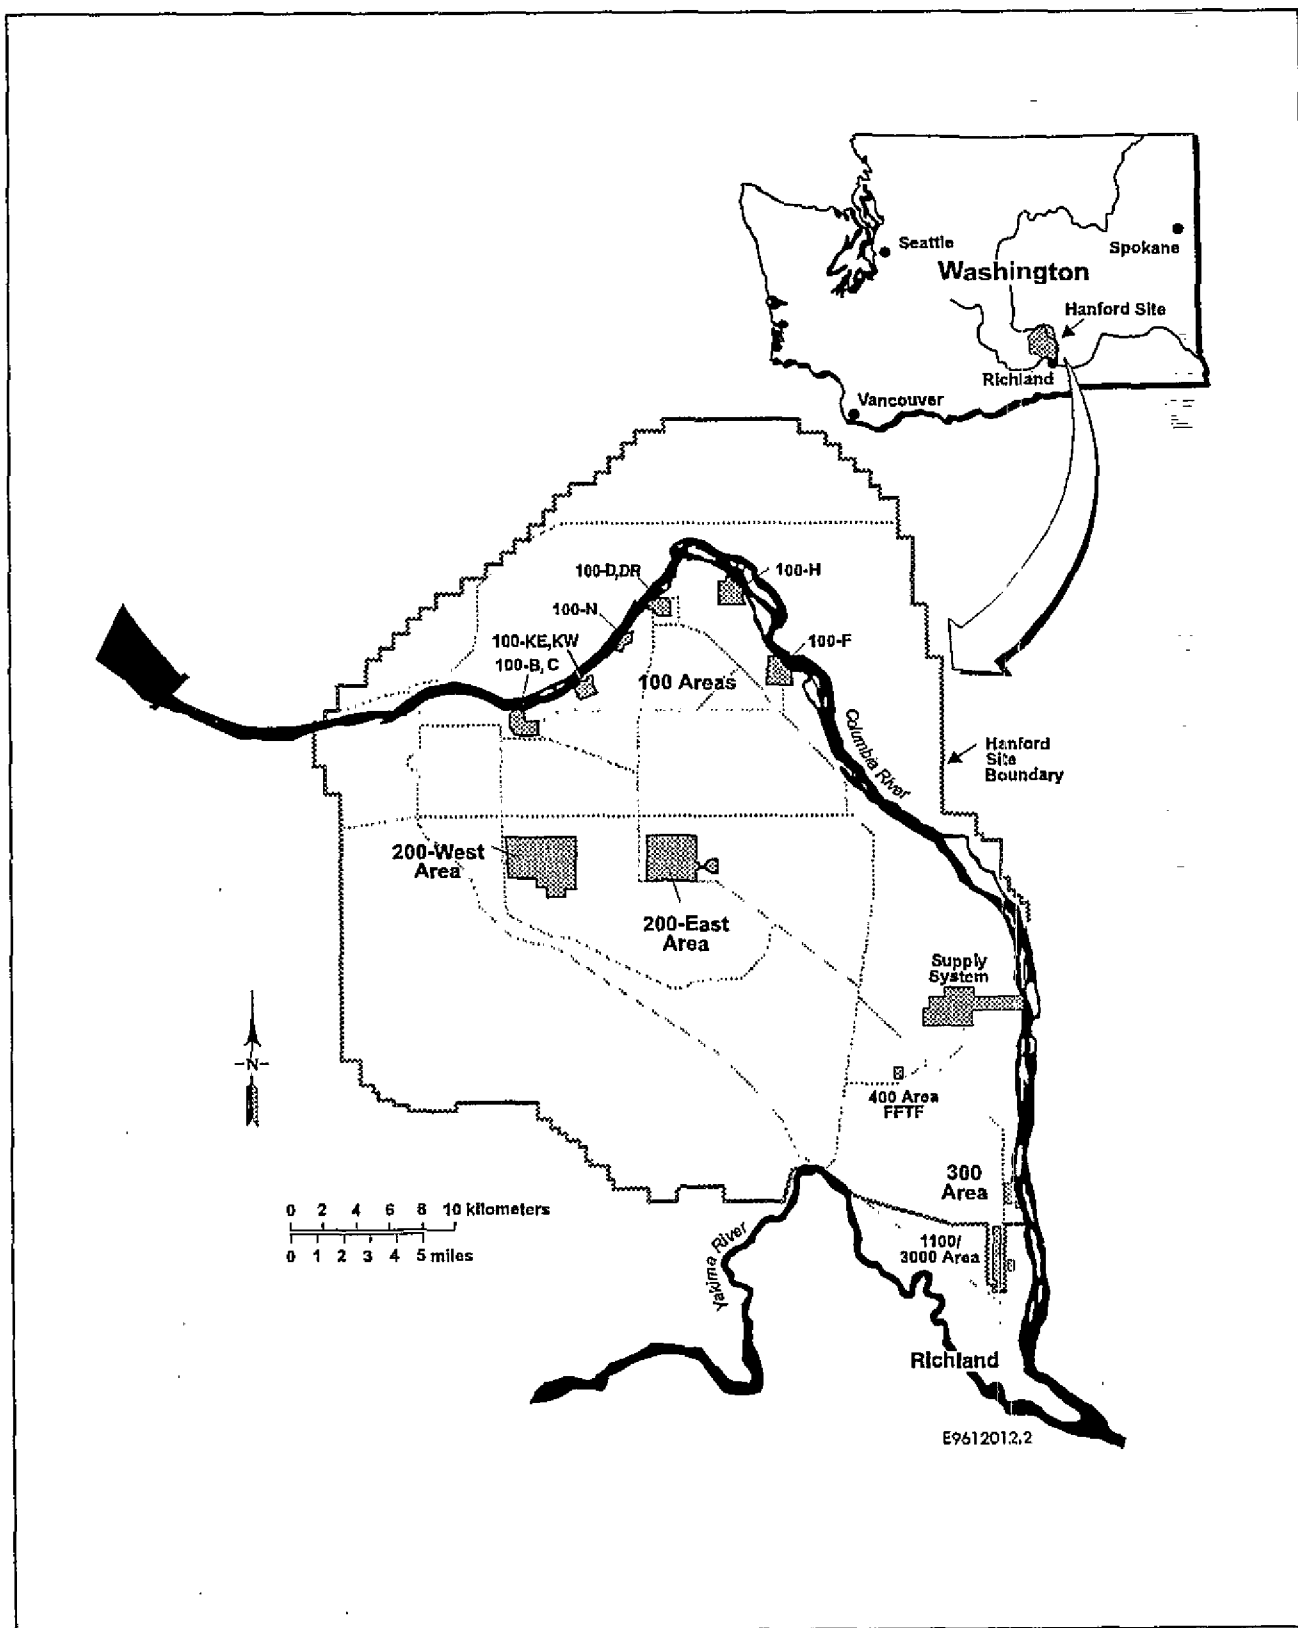 Seattle
Spokane
Washington
Hanford Site
Richland
Vancouver
100-D,DR
100-H
100-N
100-KE,KW
100-F
100-B, C
100 Areas
Columbia River
Hanford
Site
Boundary
200-West
Area
200-East
Area
Supply
System
N
400 Area
FFTF
300
Area
0 2 4 6 8 10 kilometers
0 1 2 3 4 5 miles
1100/
3000 Area
Yakima River
Richland
E9612012.2